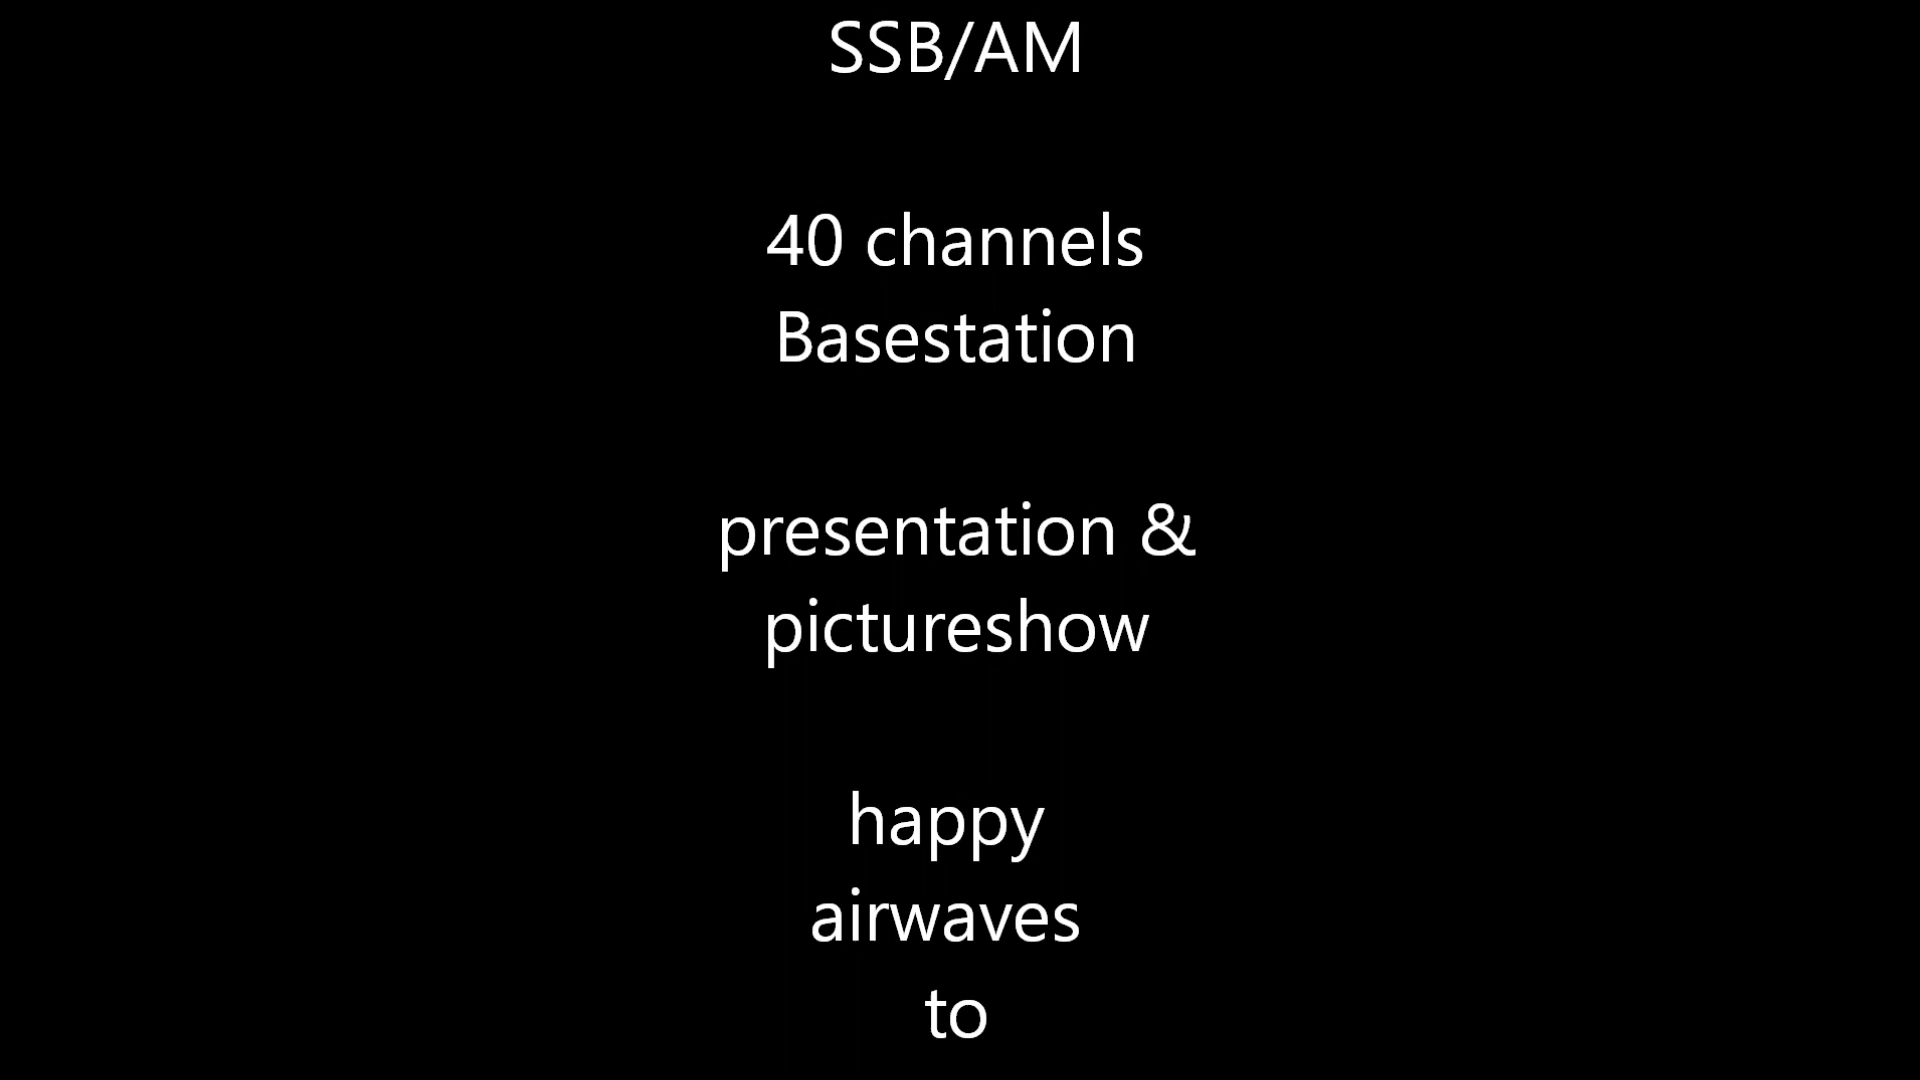 SSB/AM
40 channels
Basestation
presentation &
pictureshow
happy
airwaves
to